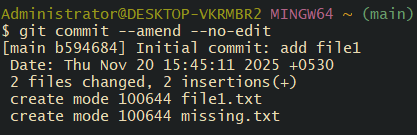 Administrator@DESKTOP-VKRMBR2 MINGW64 ~ (main)
$ git commit --amend --no-edit
[main b594684] Initial commit: add file1
 Date: Thu Nov 20 15:45:11 2025 +0530
 2 files changed, 2 insertions(+)
 create mode 100644 file1.txt
 create mode 100644 missing.txt